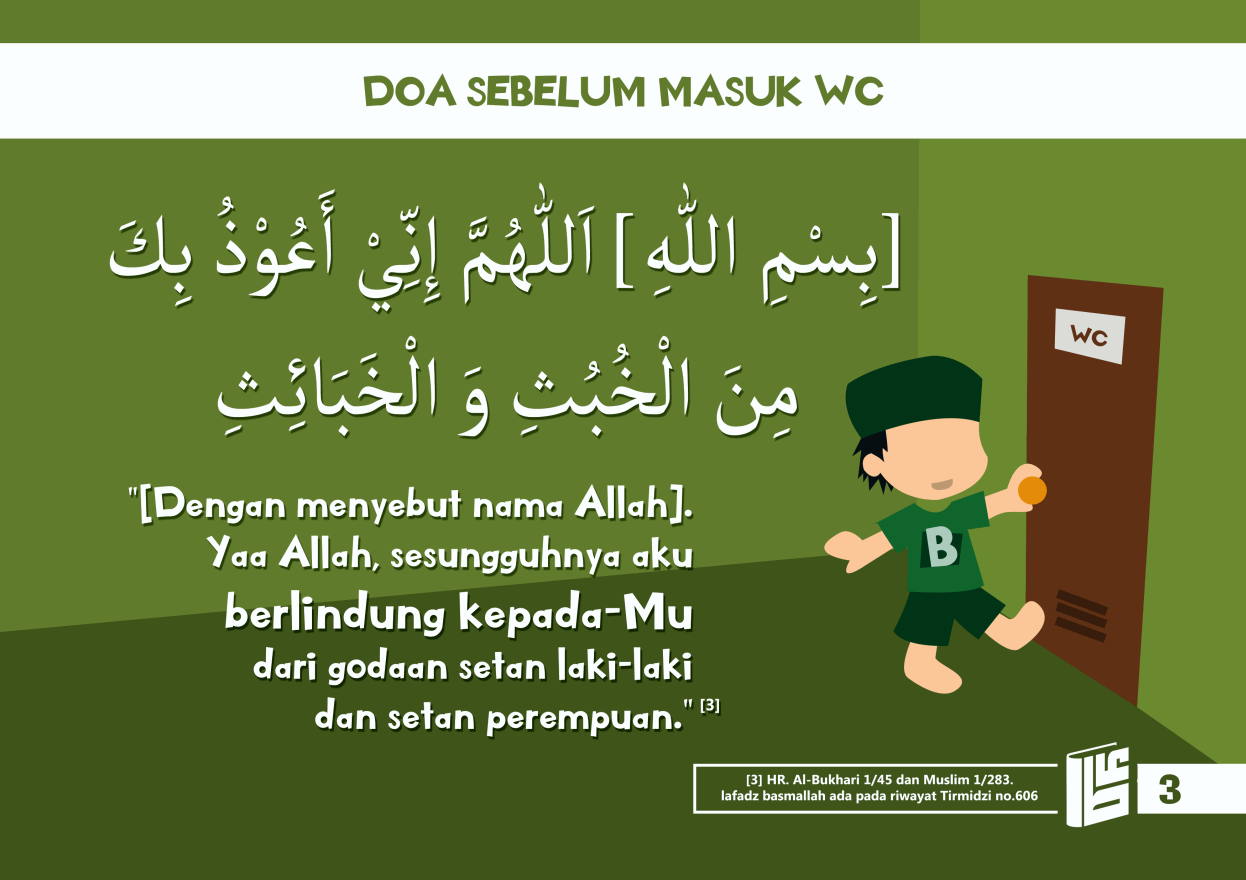 DOA SEBELUM MASUK WC
[بِسْمِ اللّٰهِ] اَللّٰهُمَّ إِنِّيْ أَعُوْذُ بِكَ
مِنَ الْخُبُثِ وَ الْخَبَائِثِ
WC
B
"[Dengan menyebut nama Allah].
Yaa Allah, sesungguhnya aku
berlindung kepada-Mu
dari godaan setan laki-laki
dan setan perempuan." [3]
[3] HR. Al-Bukhari 1/45 dan Muslim 1/283.
lafadz basmallah ada pada riwayat Tirmidzi no.606
3